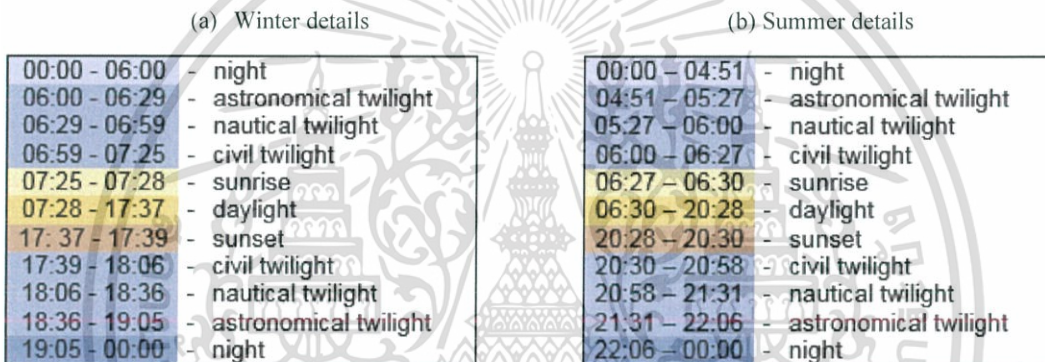 (a) Winter details
00:00 - 06:00 - night
06:00 - 06:29 - astronomical twilight
06:29 - 06:59 - nautical twilight
06:59 - 07:25 - civil twilight
07:25 - 07:28 - sunrise
07:28 - 17:37 - daylight
17: 37 - 17:39 - sunset
17:39 - 18:06 - civil twilight
18:06 - 18:36 - nautical twilight
18:36 - 19:05 - astronomical twilight
19:05 - 00:00 - night
(b) Summer details
00:00 – 04:51 - night
04:51 – 05:27 - astronomical twilight
05:27 – 06:00 - nautical twilight
06:00 – 06:27 - civil twilight
06:27 – 06:30 - sunrise
06:30 – 20:28 - daylight
20:28 – 20:30 - sunset
20:30 – 20:58 - civil twilight
20:58 – 21:31 - nautical twilight
21:31 – 22:06 - astronomical twilight
22:06 – 00:00 - night